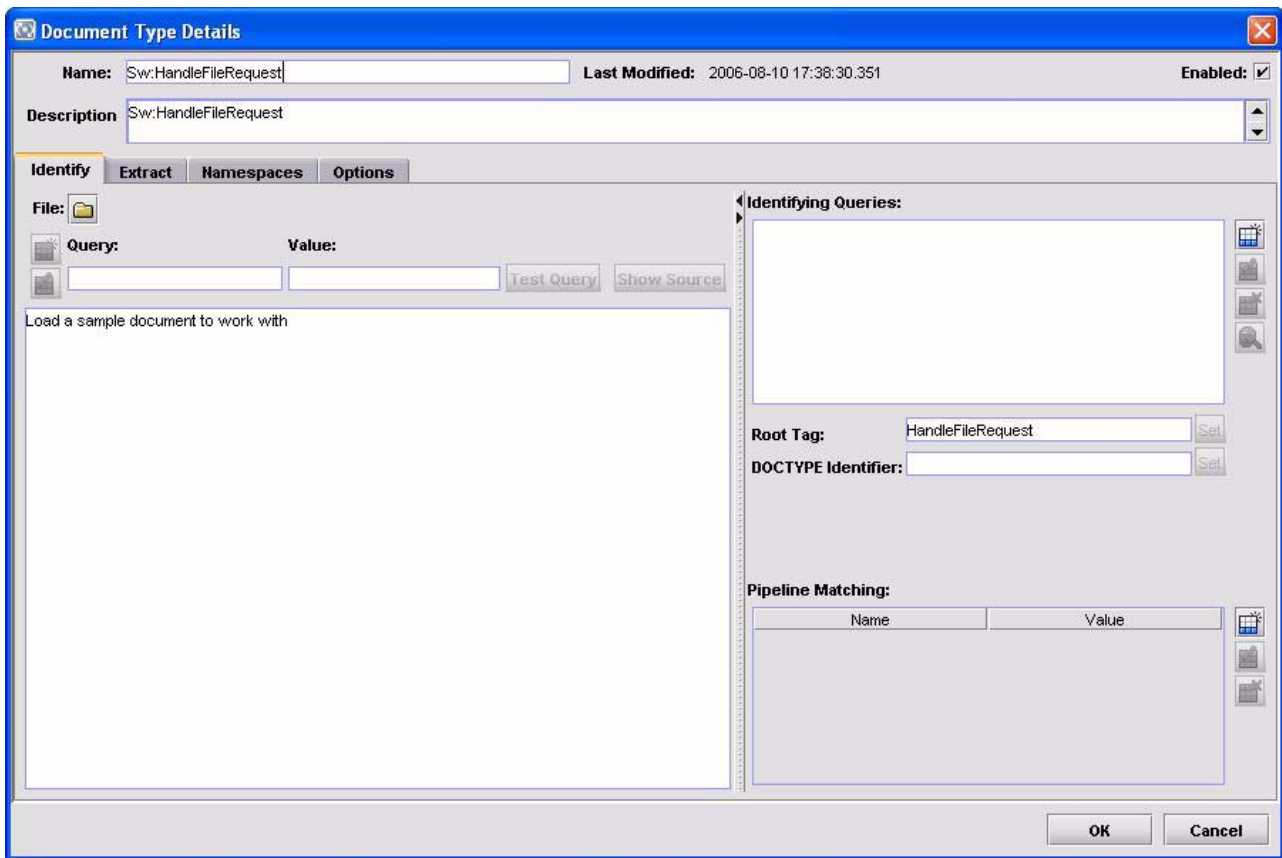 Document Type Details
Name: Sw:HandleFileRequest Last Modified: 2006-08-10 17:38:30.351 Enabled:
Description Sw:HandleFileRequest
Identify Extract Namespaces Options
File:
Query: Value:
Test Query Show Source
Load a sample document to work with
Identifying Queries:
Root Tag: HandleFileRequest Set
DOCTYPE Identifier: Set
Pipeline Matching:
Name Value
OK Cancel